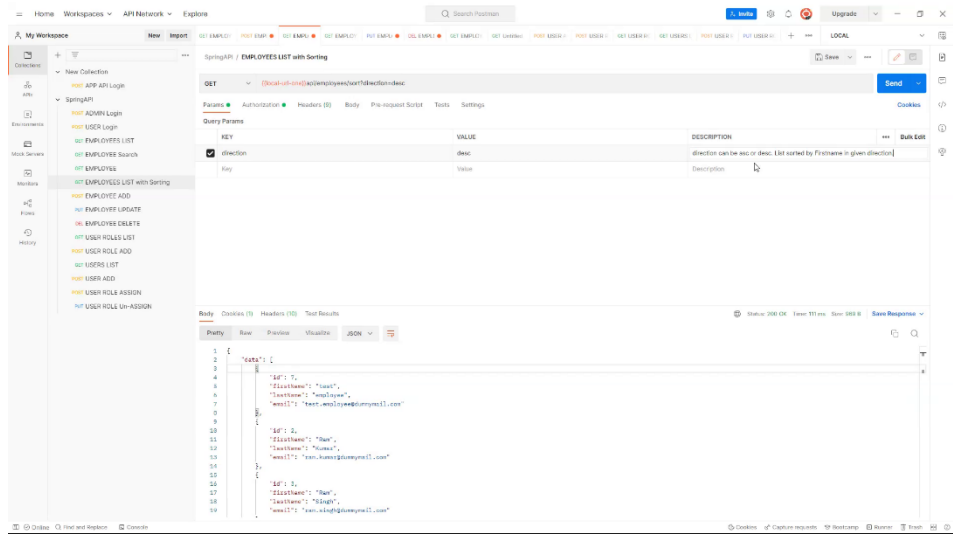 Home Workspaces API Network Explore
Search Postman
Invite
Upgrade
My Workspace
New Import
LOCAL
Collections
APIs
Environments
Mock Servers
Monitors
Flows
History
New Collection
POST APP API Login
SpringAPI
POST ADMIN Login
POST USER Login
GET EMPLOYEES LIST
GET EMPLOYEES Search
GET EMPLOYEE
GET EMPLOYEES LIST with Sorting
POST EMPLOYEE ADD
PUT EMPLOYEE UPDATE
DEL EMPLOYEE DELETE
GET USER ROLES LIST
POST USER ROLE ADD
GET USERS LIST
POST USER ADD
POST USER ROLE ASSIGN
PUT USER ROLE Un-ASSIGN
SpringAPI / EMPLOYEES LIST with Sorting
Save
GET
api/employees/sort?direction=desc
Send
Params Authorization Headers (9) Body Pre-request Script Tests Settings
Cookies
Query Params
KEY VALUE DESCRIPTION
Bulk Edit
direction desc direction can be asc or desc. List sorted by Firstname in given direction
Key Value Description
Body Cookies (1) Headers (10) Test Results
Status: 200 OK Time: 111 ms
Save Response
Pretty Raw Preview Visualize JSON
1 {
2 "data": [
3 {
4 "id": 7,
5 "firstName": "test",
6 "lastName": "employee",
7 "email": "test.employee@dummymail.com"
8 },
9 {
10 "id": 2,
11 "firstName": "Ram",
12 "lastName": "Kumar",
13 "email": "ram.kumar@dummymail.com"
14 },
15 {
16 "id": 3,
17 "firstName": "Ram",
18 "lastName": "Singh",
19 "email": "ram.singh@dummymail.com"
Online Find and Replace Console
Cookies Capture requests Bootcamp Runner Trash